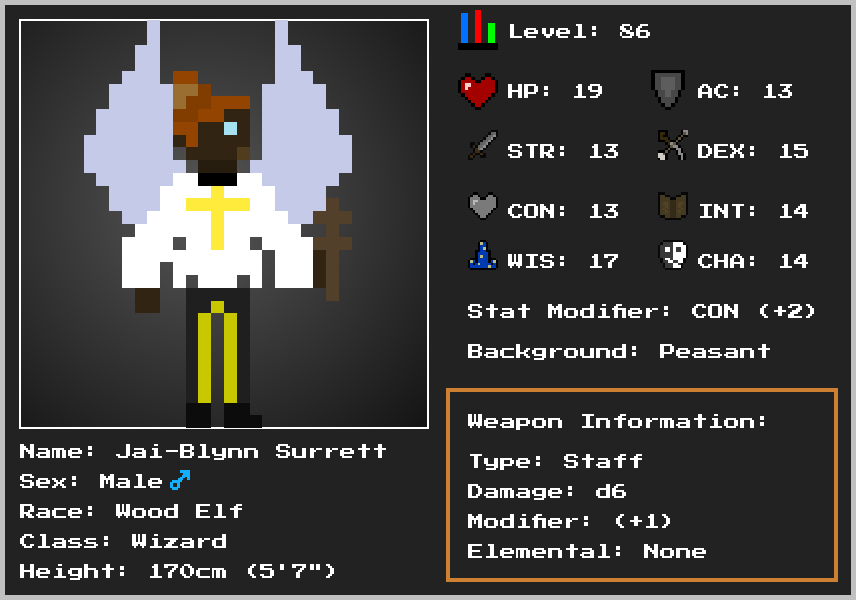 Level: 86
HP: 19 AC: 13
STR: 13 DEX: 15
CON: 13 INT: 14
WIS: 17 CHA: 14
Stat Modifier: CON (+2)
Background: Peasant
Weapon Information:
Type: Staff
Damage: d6
Modifier: (+1)
Elemental: None
Name: Jai-Blynn Surrett
Sex: Male♂
Race: Wood Elf
Class: Wizard
Height: 170cm (5'7")